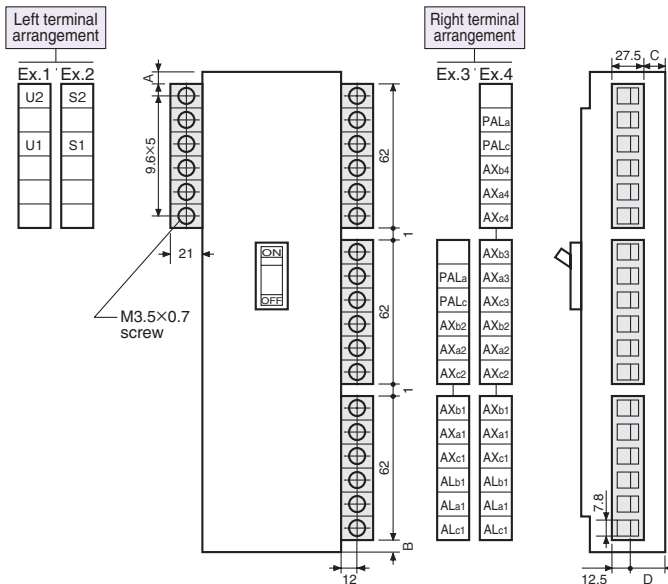 Left terminal
arrangement
Ex.1 Ex.2
U2 S2
U1 S1
A
9.6×5
21
M3.5×0.7
screw
ON
OFF
62
1
62
1
62
B
12
Right terminal
arrangement
Ex.3 Ex.4
PALa
PALc
AXb4
AXa4
AXc4
AXb3
PALa AXa3
PALc AXc3
AXb2 AXb2
AXa2 AXa2
AXc2 AXc2
AXb1 AXb1
AXa1 AXa1
AXc1 AXc1
ALb1 ALb1
ALa1 ALa1
ALc1 ALc1
27.5 C
7.8
12.5 D